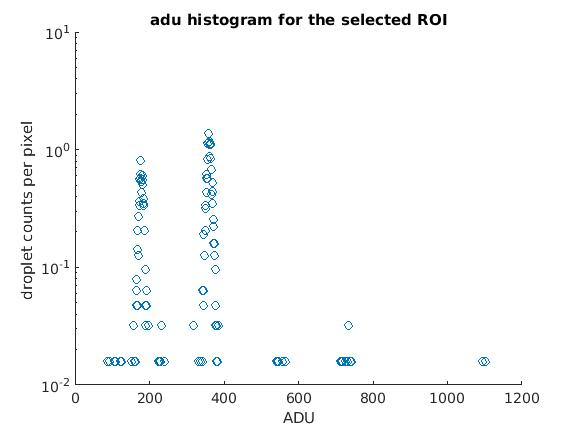 adu histogram for the selected ROI
droplet counts per pixel
10^1
10^0
10^-1
10^-2
0 200 400 600 800 1000 1200
ADU